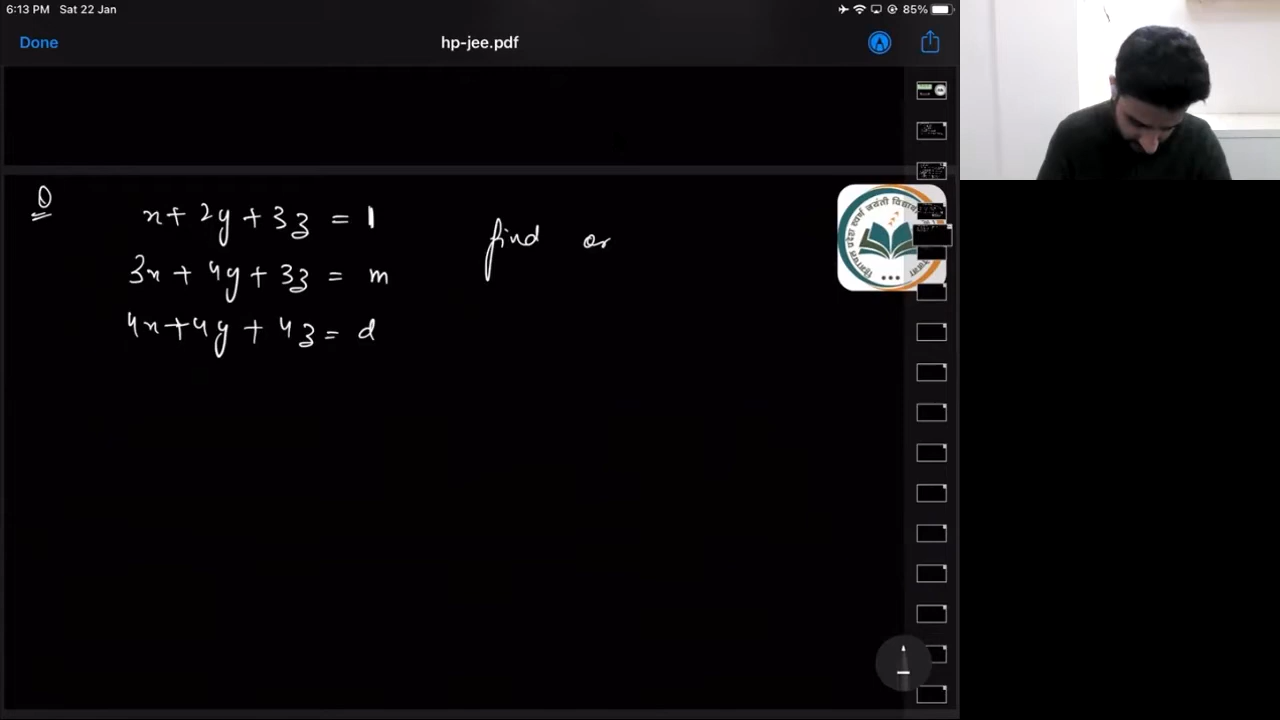 6:13 PM Sat 22 Jan
85%
Done
hp-jee.pdf
Q
x + 2y + 3z = 1
3x + 4y + 3z = m
4x + 4y + 4z = d
find or